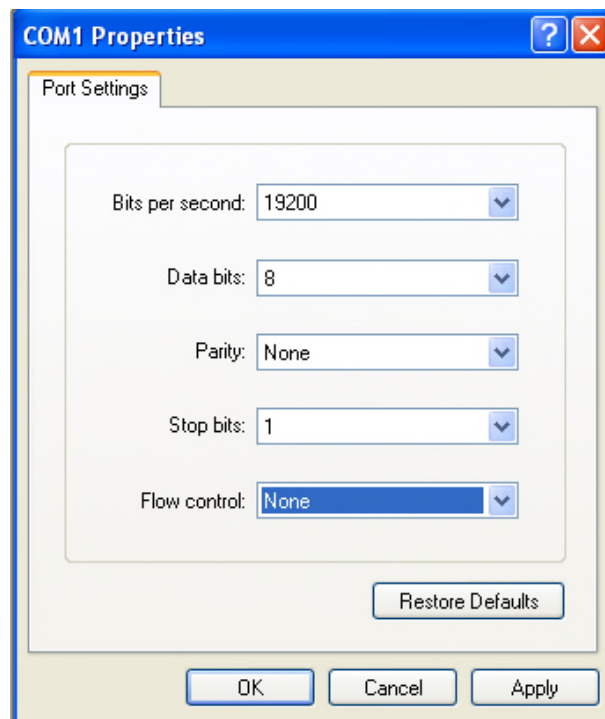 COM1 Properties
Port Settings
Bits per second: 19200
Data bits: 8
Parity: None
Stop bits: 1
Flow control: None
Restore Defaults
OK Cancel Apply